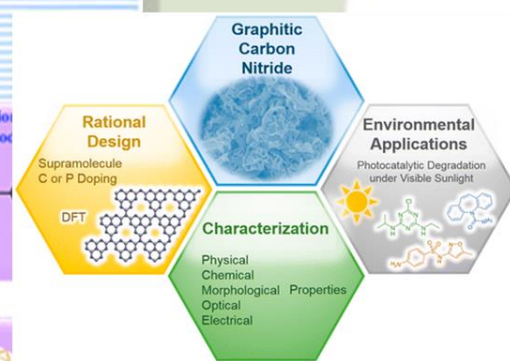 Graphitic
Carbon
Nitride
Rational
Design
Supramolecule
C or P Doping
DFT
Environmental
Applications
Photocatalytic Degradation
under Visible Sunlight
Characterization
Physical
Chemical
Morphological Properties
Optical
Electrical